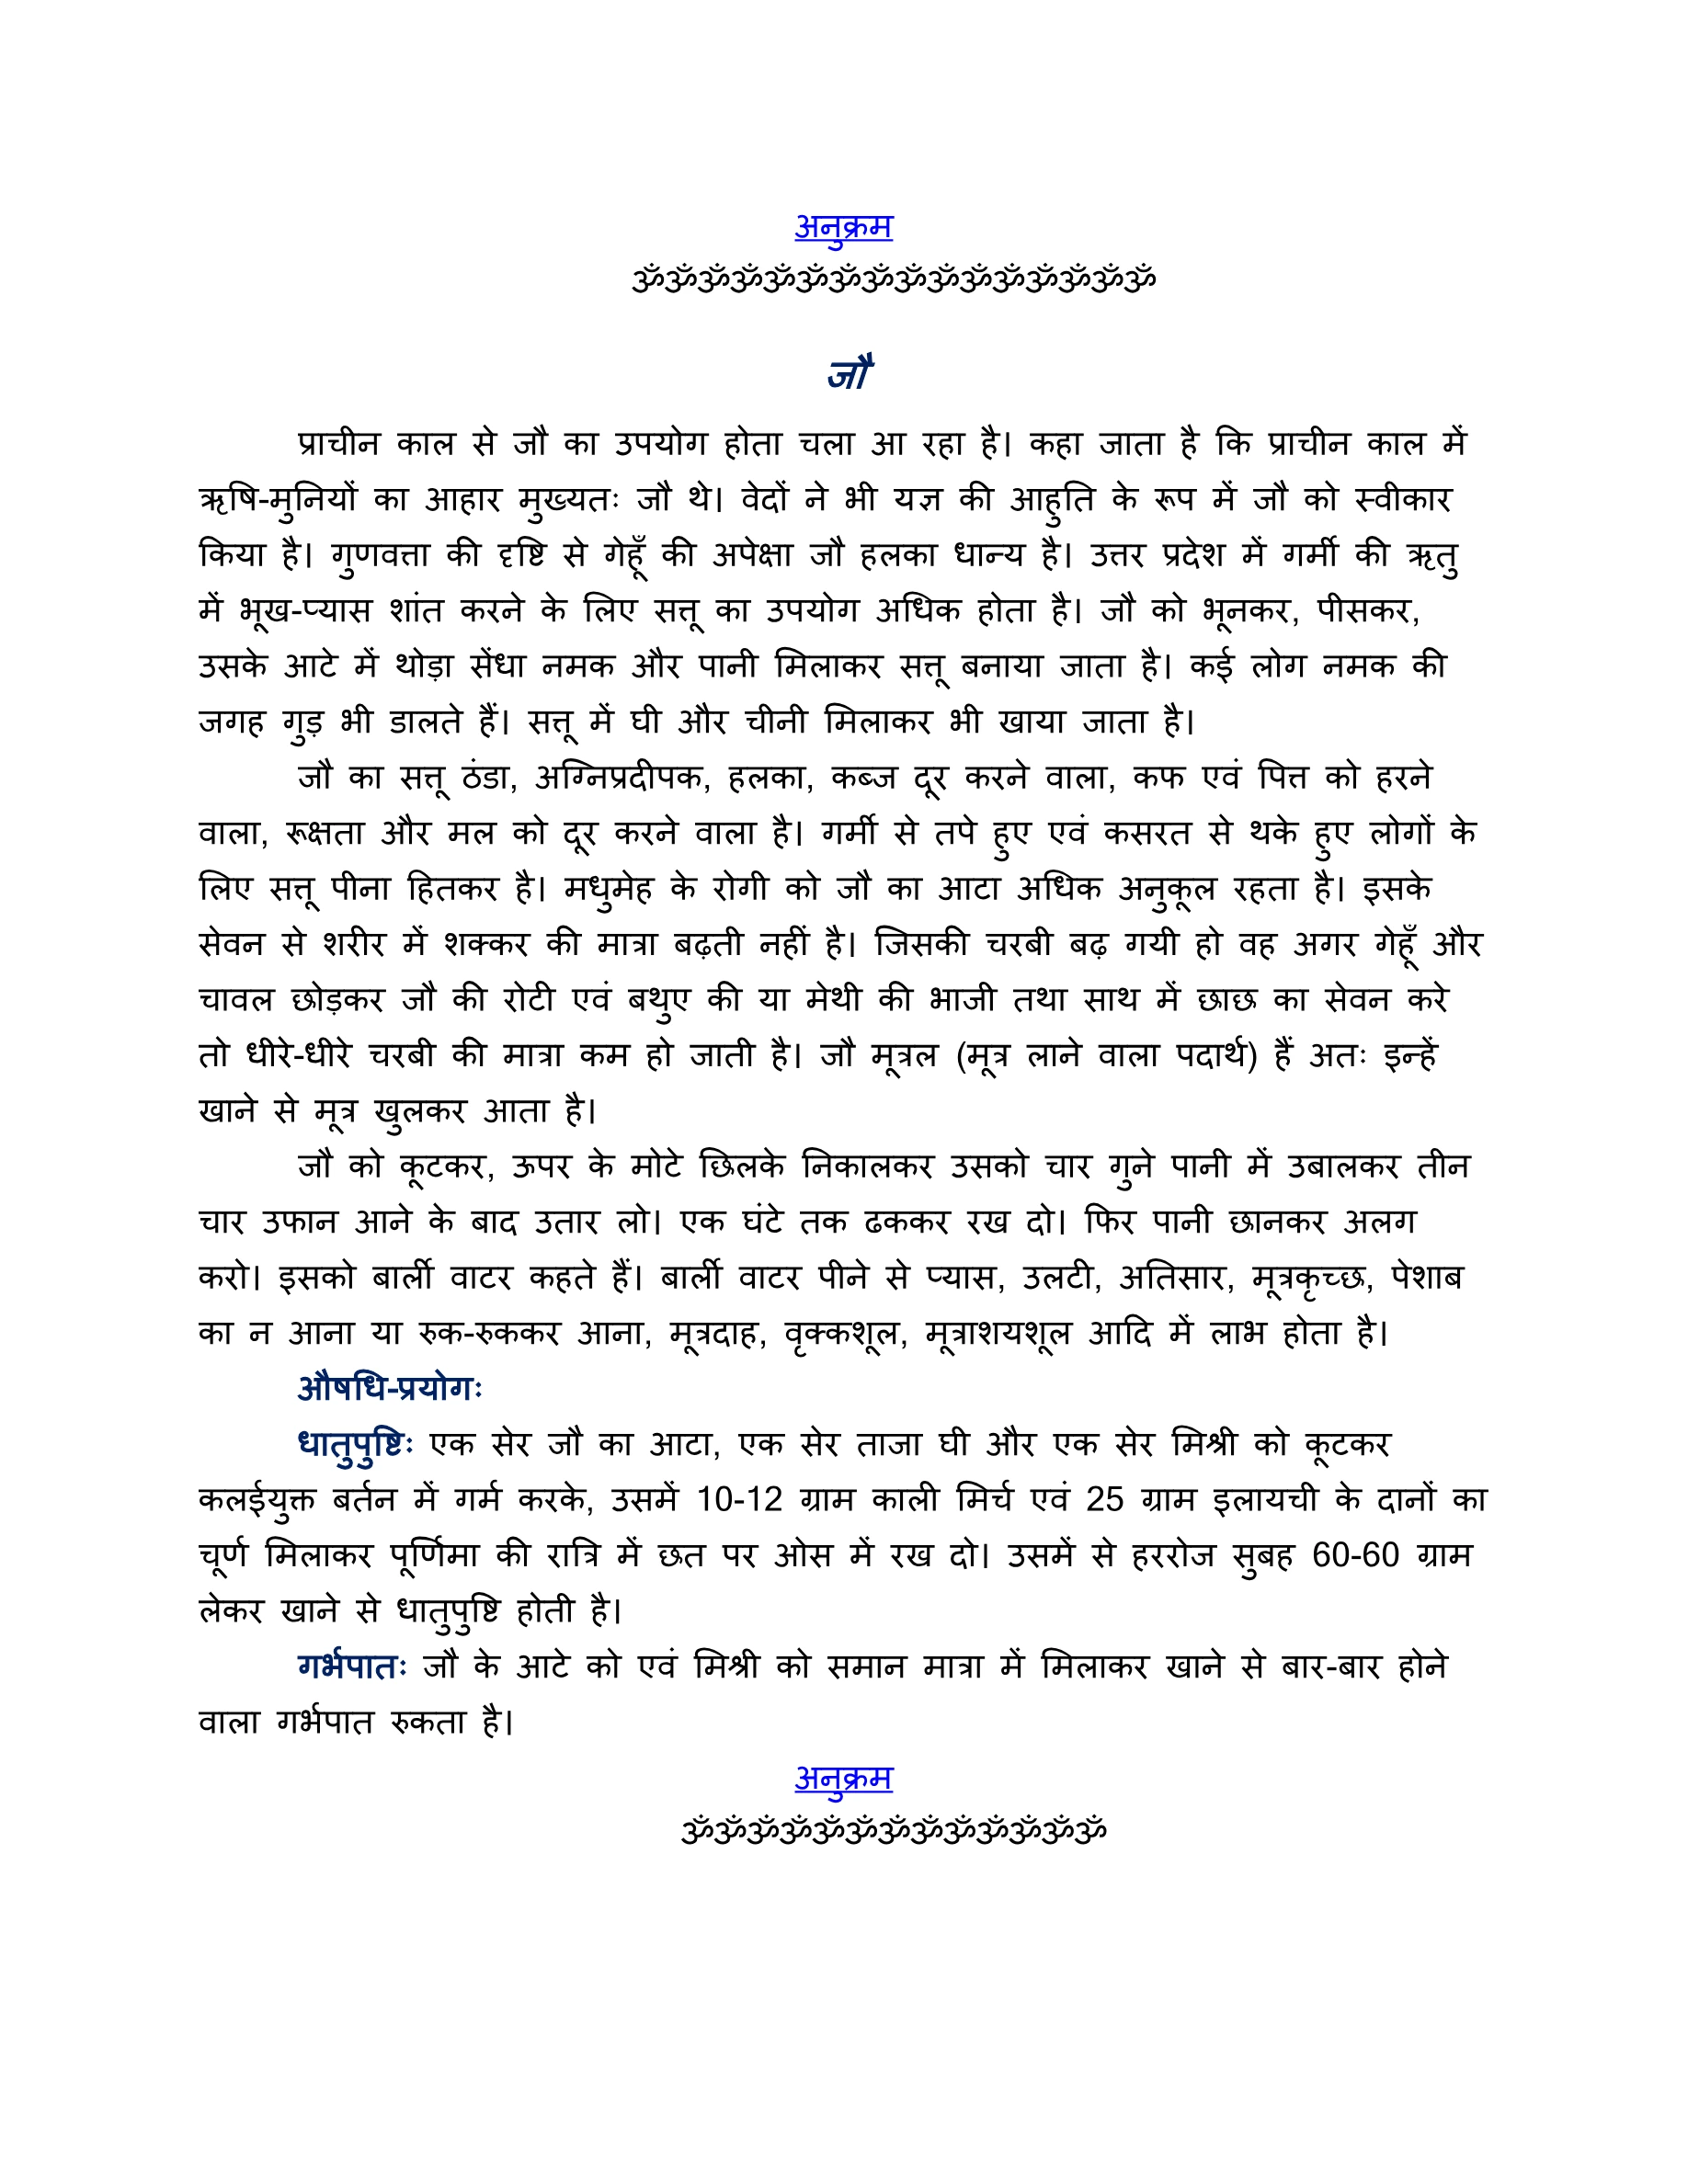 अनुक्रम
ॐॐॐॐॐॐॐॐॐॐॐॐॐॐॐॐ
जौ
प्राचीन काल से जौ का उपयोग होता चला आ रहा है। कहा जाता है कि प्राचीन काल में
ऋषि-मुनियों का आहार मुख्यतः जौ थे। वेदों ने भी यज्ञ की आहुति के रूप में जौ को स्वीकार
किया है। गुणवत्ता की दृष्टि से गेहूँ की अपेक्षा जौ हलका धान्य है। उत्तर प्रदेश में गर्मी की ऋतु
में भूख-प्यास शांत करने के लिए सत्तू का उपयोग अधिक होता है। जौ को भूनकर, पीसकर,
उसके आटे में थोड़ा सेंधा नमक और पानी मिलाकर सत्तू बनाया जाता है। कई लोग नमक की
जगह गुड़ भी डालते हैं। सत्तू में घी और चीनी मिलाकर भी खाया जाता है।
जौ का सत्तू ठंडा, अग्निप्रदीपक, हलका, कब्ज दूर करने वाला, कफ एवं पित्त को हरने
वाला, रूक्षता और मल को दूर करने वाला है। गर्मी से तपे हुए एवं कसरत से थके हुए लोगों के
लिए सत्तू पीना हितकर है। मधुमेह के रोगी को जौ का आटा अधिक अनुकूल रहता है। इसके
सेवन से शरीर में शक्कर की मात्रा बढ़ती नहीं है। जिसकी चरबी बढ़ गयी हो वह अगर गेहूँ और
चावल छोड़कर जौ की रोटी एवं बथुए की या मेथी की भाजी तथा साथ में छाछ का सेवन करे
तो धीरे-धीरे चरबी की मात्रा कम हो जाती है। जौ मूत्रल (मूत्र लाने वाला पदार्थ) हैं अतः इन्हें
खाने से मूत्र खुलकर आता है।
जौ को कूटकर, ऊपर के मोटे छिलके निकालकर उसको चार गुने पानी में उबालकर तीन
चार उफान आने के बाद उतार लो। एक घंटे तक ढककर रख दो। फिर पानी छानकर अलग
करो। इसको बार्ली वाटर कहते हैं। बार्ली वाटर पीने से प्यास, उलटी, अतिसार, मूत्रकृच्छ, पेशाब
का न आना या रुक-रुककर आना, मूत्रदाह, वृक्कशूल, मूत्राशयशूल आदि में लाभ होता है।
औषधि-प्रयोगः
धातुपुष्टिः एक सेर जौ का आटा, एक सेर ताजा घी और एक सेर मिश्री को कूटकर
कलईयुक्त बर्तन में गर्म करके, उसमें 10-12 ग्राम काली मिर्च एवं 25 ग्राम इलायची के दानों का
चूर्ण मिलाकर पूर्णिमा की रात्रि में छत पर ओस में रख दो। उसमें से हररोज सुबह 60-60 ग्राम
लेकर खाने से धातुपुष्टि होती है।
गर्भपातः जौ के आटे को एवं मिश्री को समान मात्रा में मिलाकर खाने से बार-बार होने
वाला गर्भपात रुकता है।
अनुक्रम
ॐॐॐॐॐॐॐॐॐॐॐॐॐ